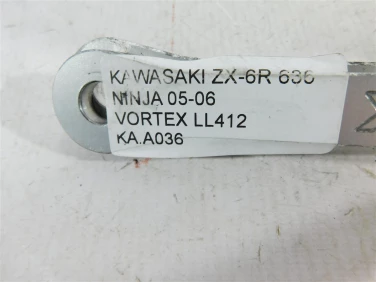 KAWASAKI ZX-6R 636
NINJA 05-06
VORTEX LL412
KA.A036